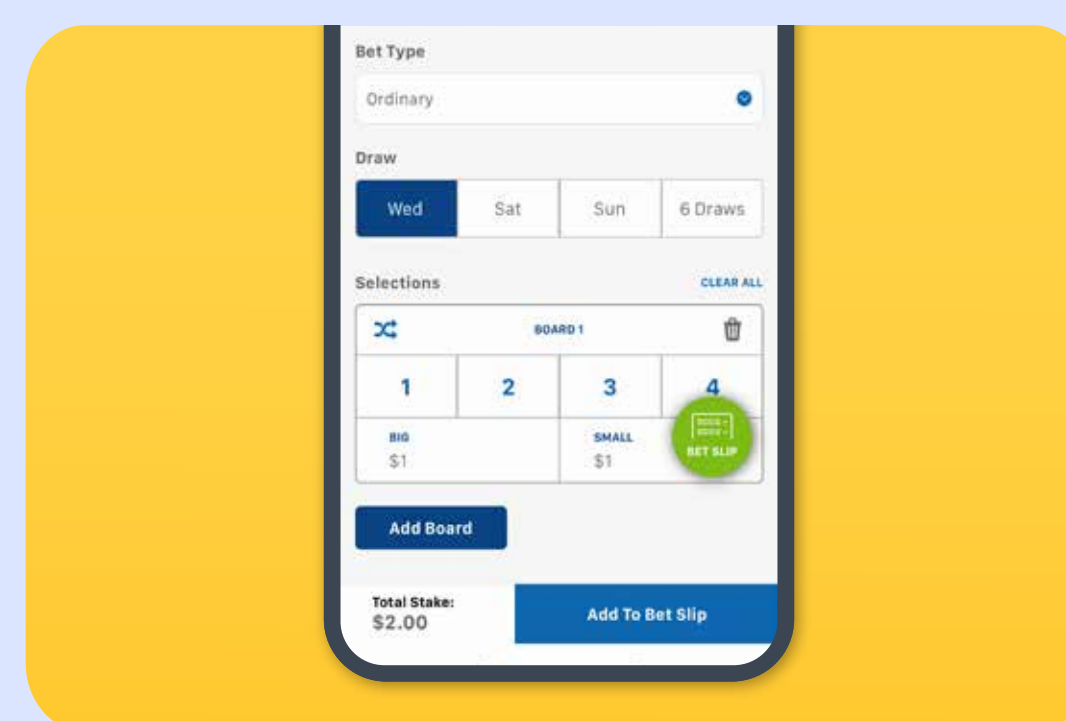 Bet Type
Ordinary
Draw
Wed Sat Sun 6 Draws
Selections CLEAR ALL
BOARD 1
1 2 3 4
BIG SMALL
$1 $1
BET SLIP
Add Board
Total Stake:
$2.00
Add To Bet Slip